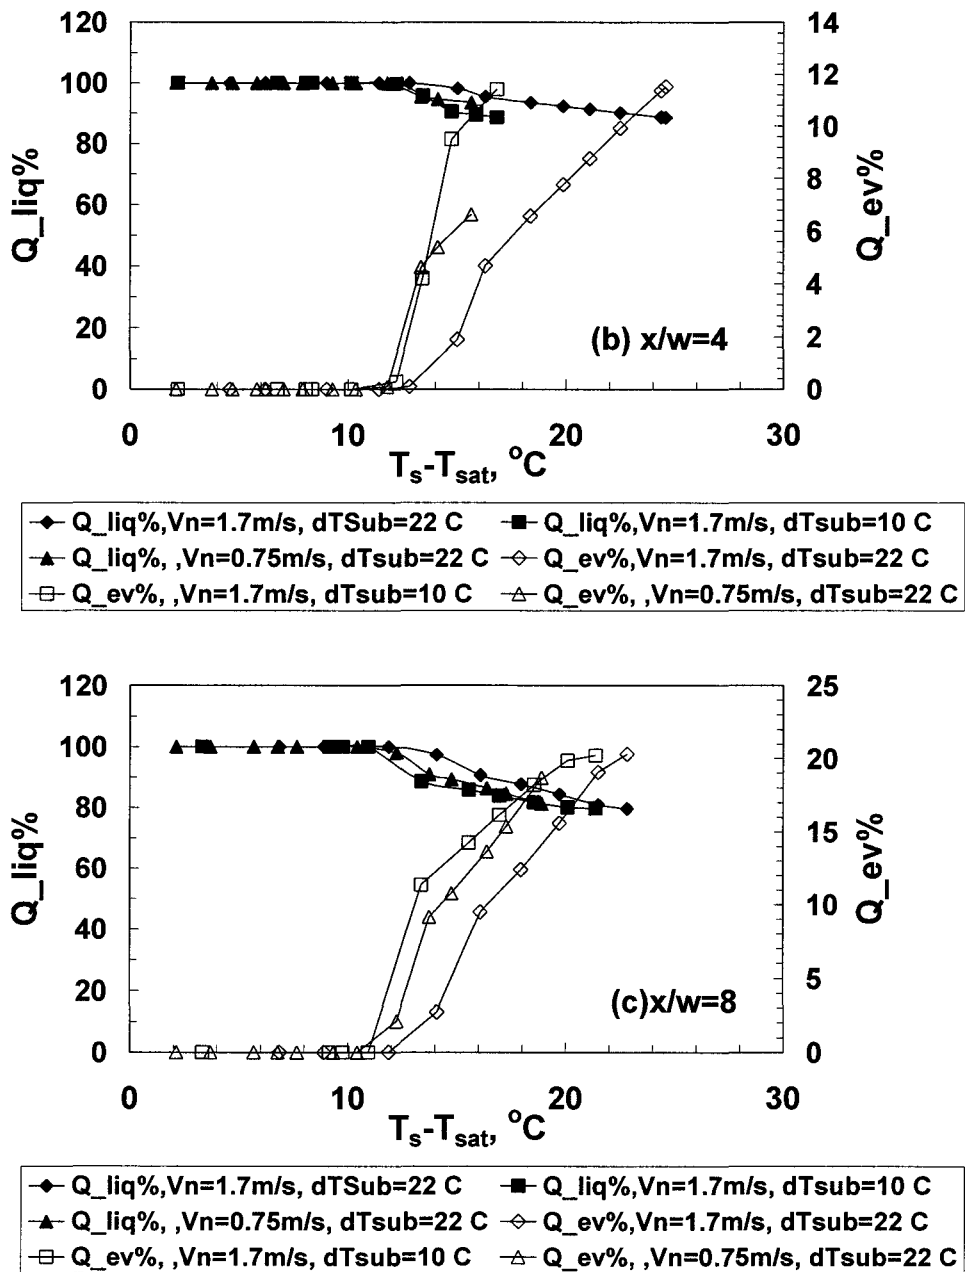 120
100
80
60
40
20
0
Q_liq%
14
12
10
8
6
4
2
0
Q_ev%
(b) x/w=4
0 10 20 30
Ts-Tsat, oC
Q_liq%,Vn=1.7m/s, dTSub=22 C
Q_liq%,Vn=1.7m/s, dTsub=10 C
Q_liq%, ,Vn=0.75m/s, dTsub=22 C
Q_ev%,Vn=1.7m/s, dTsub=22 C
Q_ev%, ,Vn=1.7m/s, dTsub=10 C
Q_ev%, ,Vn=0.75m/s, dTsub=22 C
120
100
80
60
40
20
0
Q_liq%
25
20
15
10
5
0
Q_ev%
(c)x/w=8
0 10 20 30
Ts-Tsat, oC
Q_liq%,Vn=1.7m/s, dTSub=22 C
Q_liq%,Vn=1.7m/s, dTsub=10 C
Q_liq%, ,Vn=0.75m/s, dTsub=22 C
Q_ev%,Vn=1.7m/s, dTsub=22 C
Q_ev%, ,Vn=1.7m/s, dTsub=10 C
Q_ev%, ,Vn=0.75m/s, dTsub=22 C